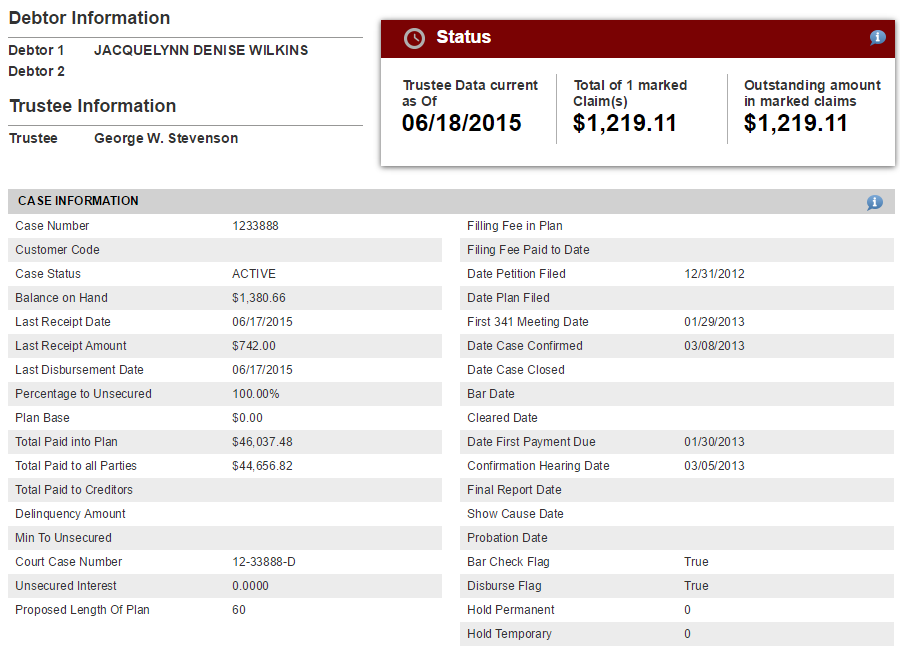 Debtor Information
Debtor 1 JACQUELYNN DENISE WILKINS
Debtor 2
Trustee Information
Trustee George W. Stevenson
Status
Trustee Data current
as Of
06/18/2015
Total of 1 marked
Claim(s)
$1,219.11
Outstanding amount
in marked claims
$1,219.11
CASE INFORMATION
Case Number 1233888
Customer Code
Case Status ACTIVE
Balance on Hand $1,380.66
Last Receipt Date 06/17/2015
Last Receipt Amount $742.00
Last Disbursement Date 06/17/2015
Percentage to Unsecured 100.00%
Plan Base $0.00
Total Paid into Plan $46,037.48
Total Paid to all Parties $44,656.82
Total Paid to Creditors
Delinquency Amount
Min To Unsecured
Court Case Number 12-33888-D
Unsecured Interest 0.0000
Proposed Length Of Plan 60
Filling Fee in Plan
Filing Fee Paid to Date
Date Petition Filed 12/31/2012
Date Plan Filed
First 341 Meeting Date 01/29/2013
Date Case Confirmed 03/08/2013
Date Case Closed
Bar Date
Cleared Date
Date First Payment Due 01/30/2013
Confirmation Hearing Date 03/05/2013
Final Report Date
Show Cause Date
Probation Date
Bar Check Flag True
Disburse Flag True
Hold Permanent 0
Hold Temporary 0